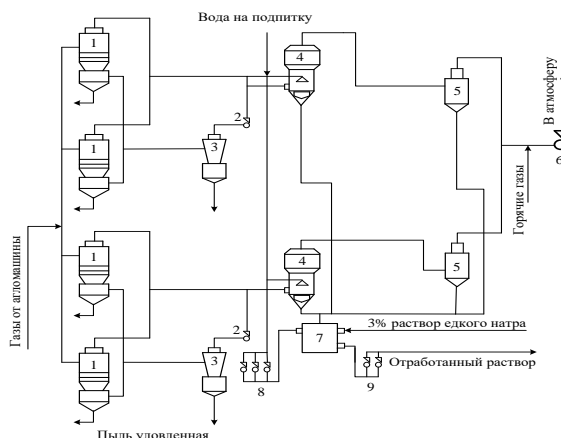 Вода на подпитку
1
4
5
В атмосферу
6
Горячие газы
2
3
1
Газы от агломашины
1
4
5
2
3% раствор едкого натра
7
1
3
8
9
Отработанный раствор
Пыль уловленная